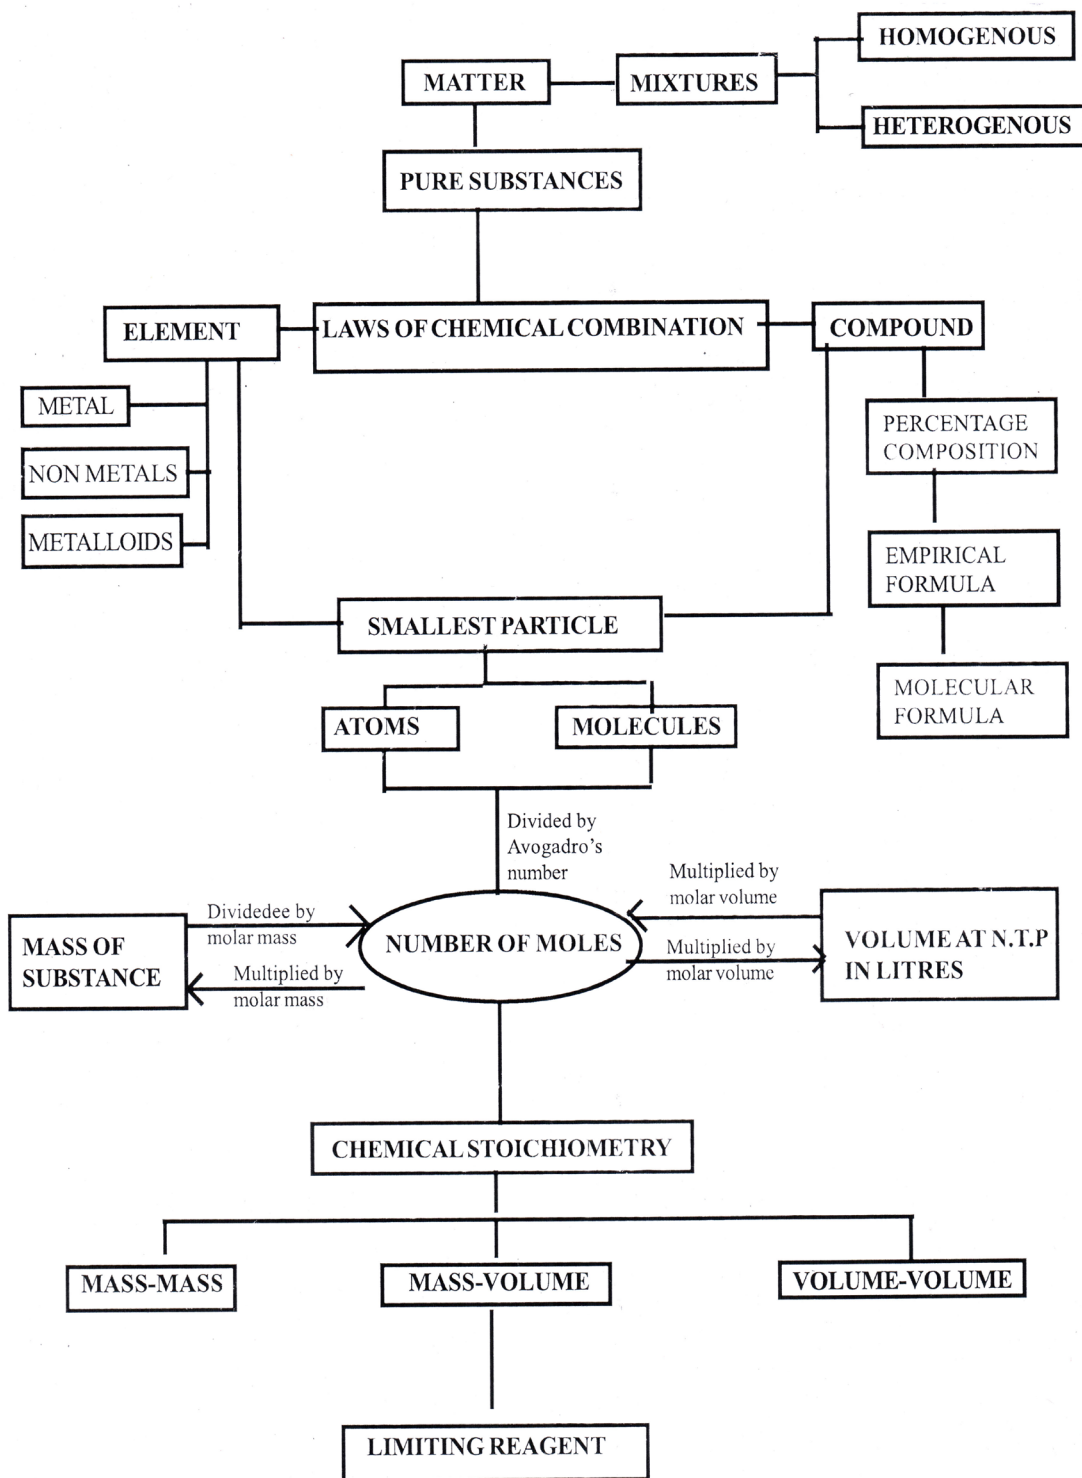 HOMOGENOUS
MATTER
MIXTURES
HETEROGENOUS
PURE SUBSTANCES
ELEMENT
LAWS OF CHEMICAL COMBINATION
COMPOUND
METAL
NON METALS
METALLOIDS
PERCENTAGE
COMPOSITION
EMPIRICAL
FORMULA
SMALLEST PARTICLE
MOLECULAR
FORMULA
ATOMS
MOLECULES
Divided by
Avogadro's
number
Dividedee by
molar mass
Multiplied by
molar volume
MASS OF
SUBSTANCE
NUMBER OF MOLES
VOLUME AT N.T.P
IN LITRES
Multiplied by
molar mass
Multiplied by
molar volume
CHEMICAL STOICHIOMETRY
MASS-MASS
MASS-VOLUME
VOLUME-VOLUME
LIMITING REAGENT